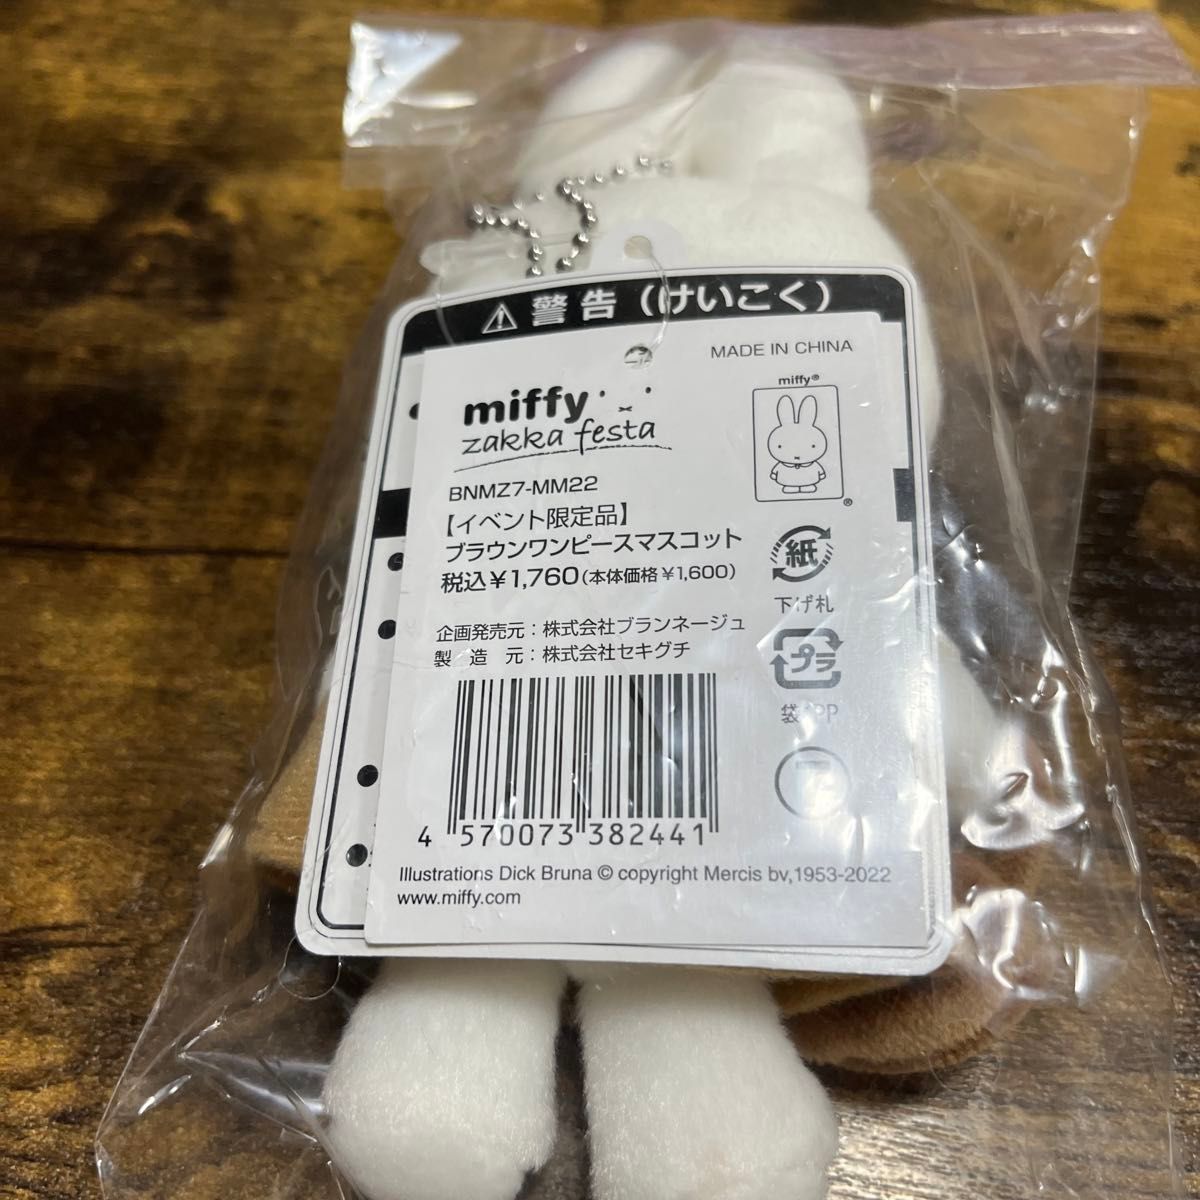 ⚠ 警告（けいこく）
MADE IN CHINA
miffy
zakka festa
miffy®
®
BNMZ7-MM22
【イベント限定品】
ブラウンワンピースマスコット
税込￥1,760（本体価格￥1,600）
紙
下げ札
企画発売元：株式会社ブランネージュ
製 造 元：株式会社セキグチ
プラ
袋:PP
4 570073 382441
Illustrations Dick Bruna © copyright Mercis bv,1953-2022
www.miffy.com